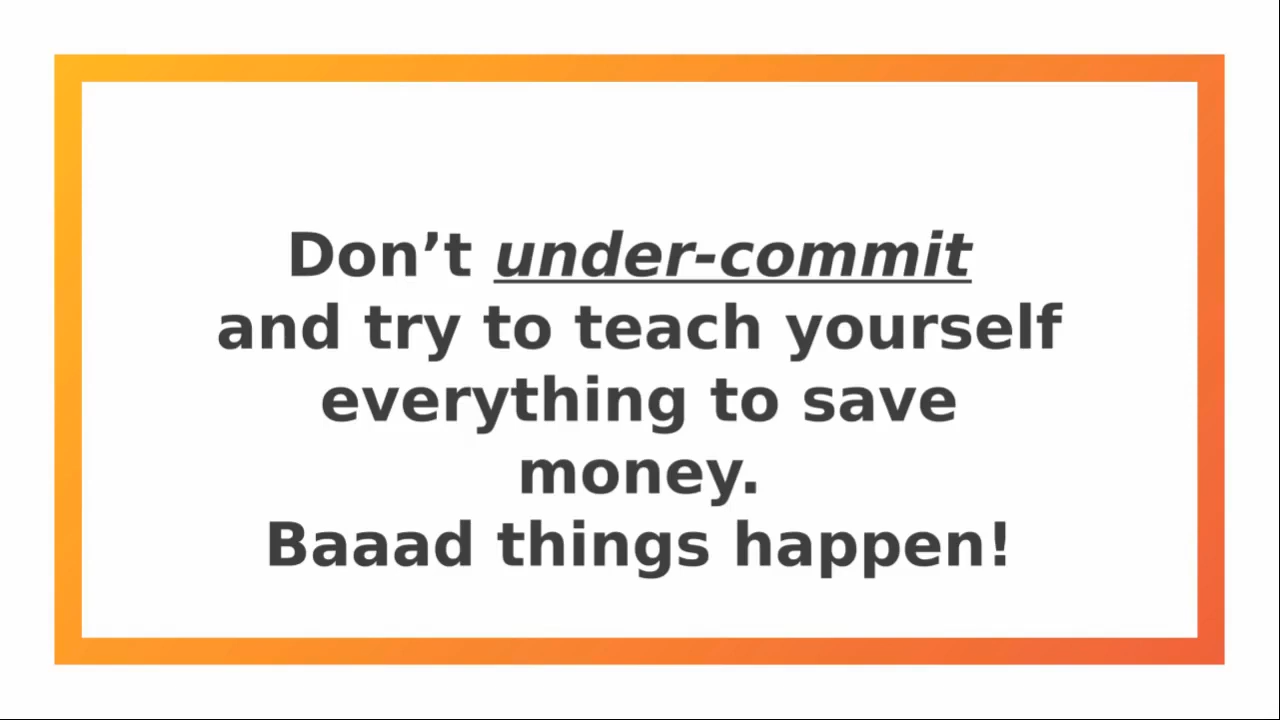 Don’t under-commit
and try to teach yourself
everything to save
money.
Baaad things happen!